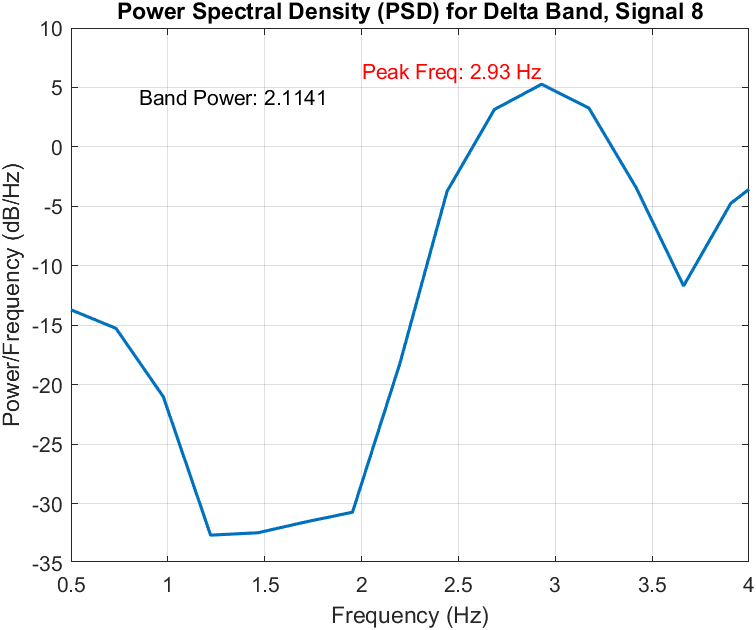 Power Spectral Density (PSD) for Delta Band, Signal 8
10
5
0
-5
-10
-15
-20
-25
-30
-35
Power/Frequency (dB/Hz)
Peak Freq: 2.93 Hz
Band Power: 2.1141
0.5 1 1.5 2 2.5 3 3.5 4
Frequency (Hz)